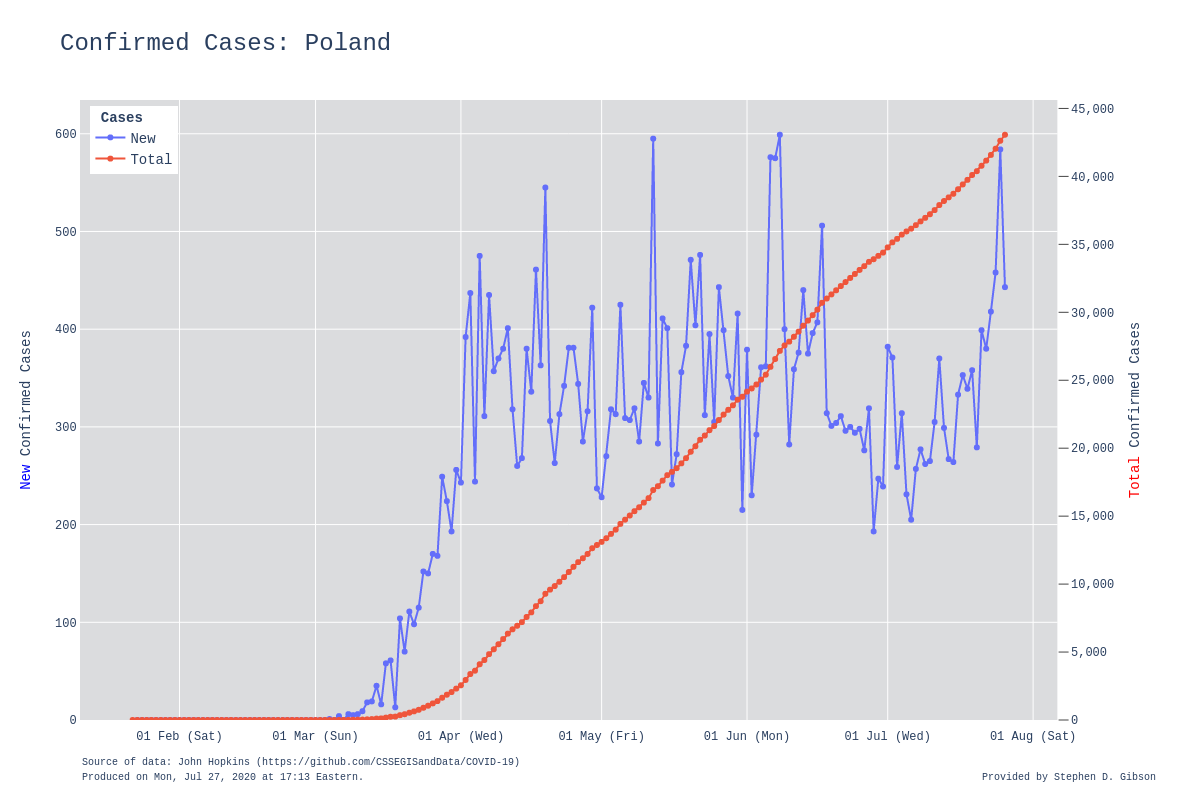 Confirmed Cases: Poland
Cases
New
Total
600
500
400
300
200
100
0
45,000
40,000
35,000
30,000
25,000
20,000
15,000
10,000
5,000
0
New Confirmed Cases
Total Confirmed Cases
01 Feb (Sat)
01 Mar (Sun)
01 Apr (Wed)
01 May (Fri)
01 Jun (Mon)
01 Jul (Wed)
01 Aug (Sat)
Source of data: John Hopkins (https://github.com/CSSEGISandData/COVID-19)
Produced on Mon, Jul 27, 2020 at 17:13 Eastern.
Provided by Stephen D. Gibson